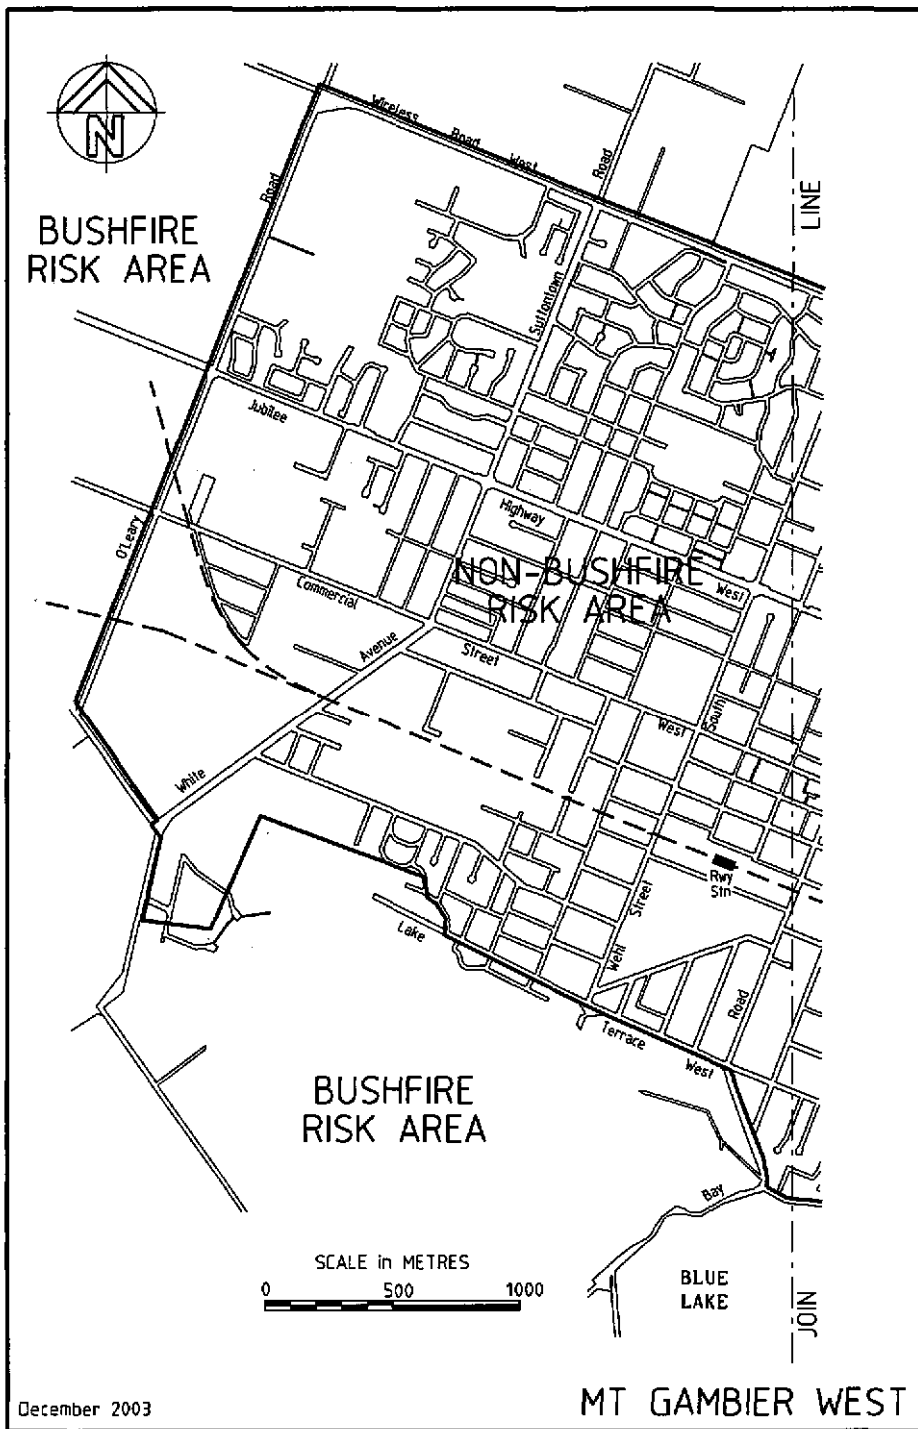 N
Wireless Road West
Road
Road
LINE
BUSHFIRE
RISK AREA
Suttontown
Jubilee
Highway
West
O'Leary
NON-BUSHFIRE
RISK AREA
Commercial
Street
West
Avenue
White
South
Rwy
Stn
Street
Wehl
Lake
Terrace
West
Road
BUSHFIRE
RISK AREA
Bay
SCALE in METRES
0 500 1000
BLUE
LAKE
JOIN
December 2003
MT GAMBIER WEST